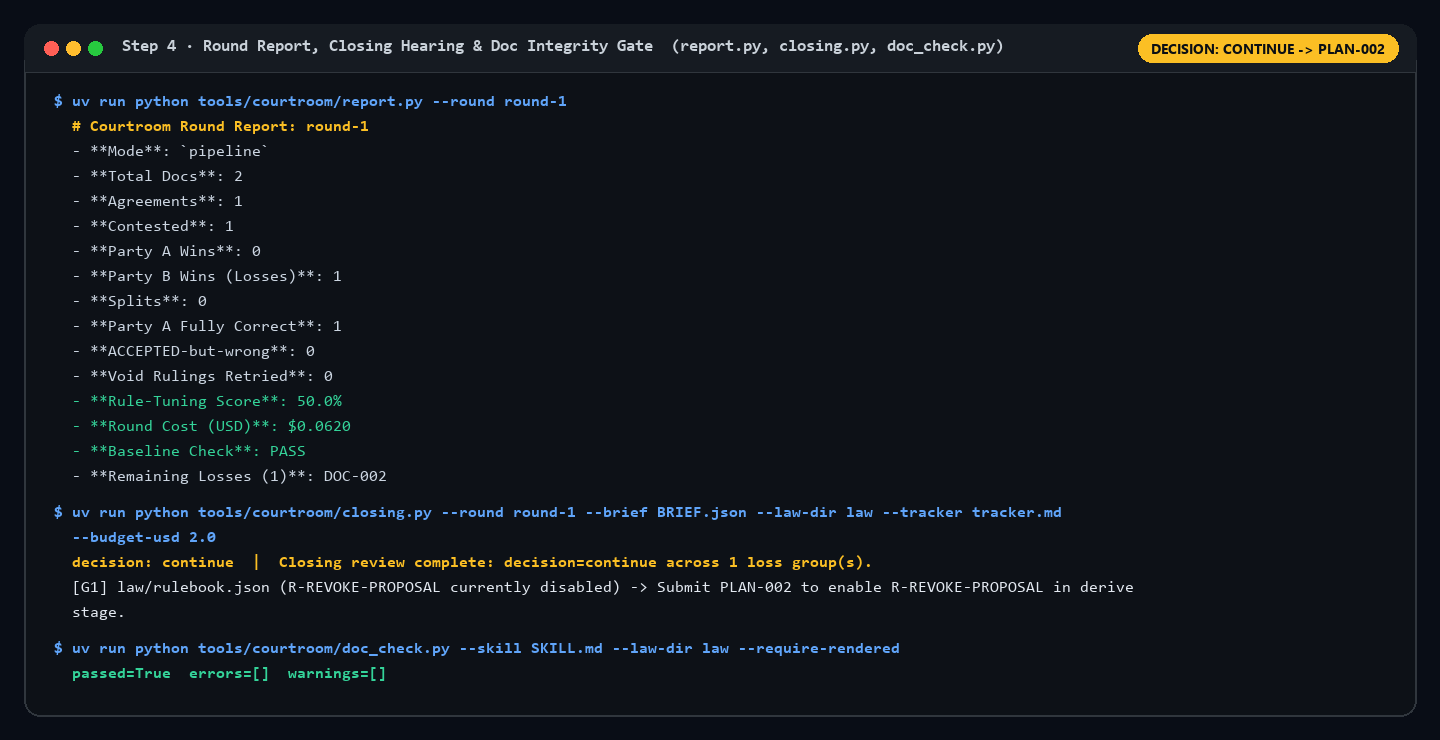 Step 4 · Round Report, Closing Hearing & Doc Integrity Gate (report.py, closing.py, doc_check.py)
DECISION: CONTINUE -> PLAN-002
$ uv run python tools/courtroom/report.py --round round-1
# Courtroom Round Report: round-1
- **Mode**: `pipeline`
- **Total Docs**: 2
- **Agreements**: 1
- **Contested**: 1
- **Party A Wins**: 0
- **Party B Wins (Losses)**: 1
- **Splits**: 0
- **Party A Fully Correct**: 1
- **ACCEPTED-but-wrong**: 0
- **Void Rulings Retried**: 0
- **Rule-Tuning Score**: 50.0%
- **Round Cost (USD)**: $0.0620
- **Baseline Check**: PASS
- **Remaining Losses (1)**: DOC-002
$ uv run python tools/courtroom/closing.py --round round-1 --brief BRIEF.json --law-dir law --tracker tracker.md
--budget-usd 2.0
decision: continue | Closing review complete: decision=continue across 1 loss group(s).
[G1] law/rulebook.json (R-REVOKE-PROPOSAL currently disabled) -> Submit PLAN-002 to enable R-REVOKE-PROPOSAL in derive
stage.
$ uv run python tools/courtroom/doc_check.py --skill SKILL.md --law-dir law --require-rendered
passed=True errors=[] warnings=[]